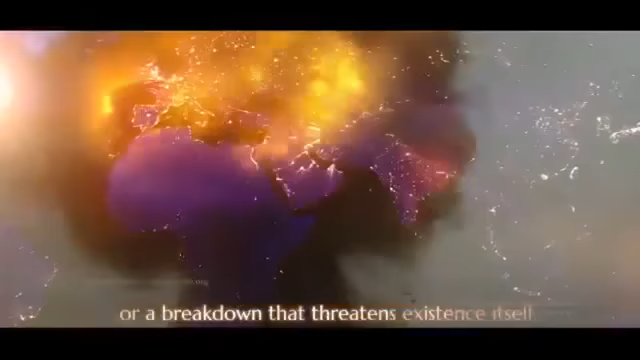 or a breakdown that threatens existence itself